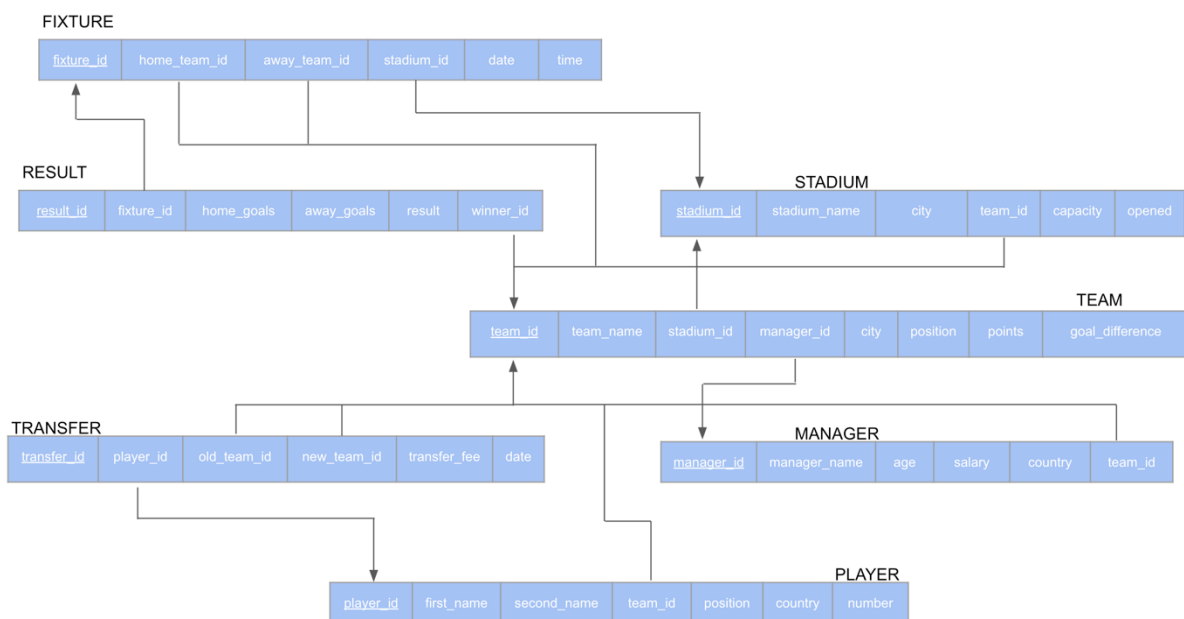 FIXTURE
fixture_id home_team_id away_team_id stadium_id date time
RESULT
result_id fixture_id home_goals away_goals result winner_id
STADIUM
stadium_id stadium_name city team_id capacity opened
TEAM
team_id team_name stadium_id manager_id city position points goal_difference
TRANSFER
transfer_id player_id old_team_id new_team_id transfer_fee date
MANAGER
manager_id manager_name age salary country team_id
PLAYER
player_id first_name second_name team_id position country number